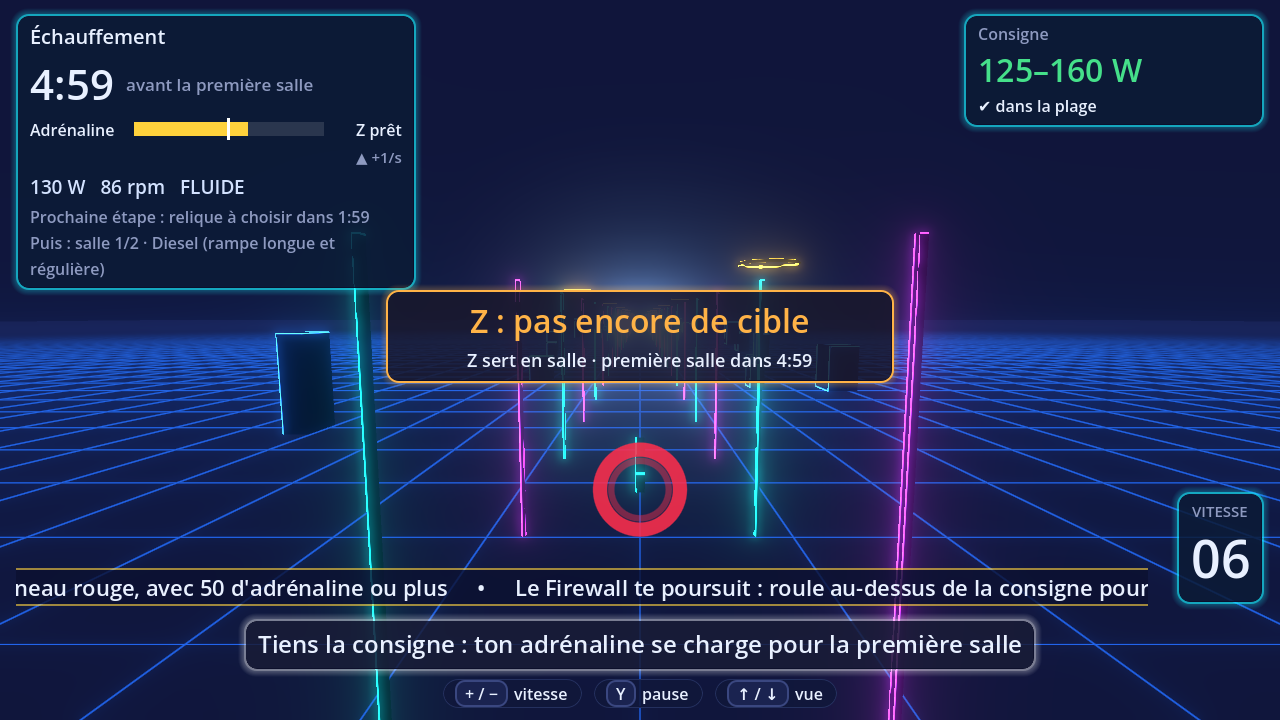 Échauffement
4:59 avant la première salle
Adrénaline Z prêt
▲ +1/s
130 W 86 rpm FLUIDE
Prochaine étape : relique à choisir dans 1:59
Puis : salle 1/2 · Diesel (rampe longue et
régulière)
Consigne
125–160 W
✔ dans la plage
Z : pas encore de cible
Z sert en salle · première salle dans 4:59
VITESSE
06
neau rouge, avec 50 d'adrénaline ou plus • Le Firewall te poursuit : roule au-dessus de la consigne pour
Tiens la consigne : ton adrénaline se charge pour la première salle
+ / − vitesse Y pause ↑ / ↓ vue